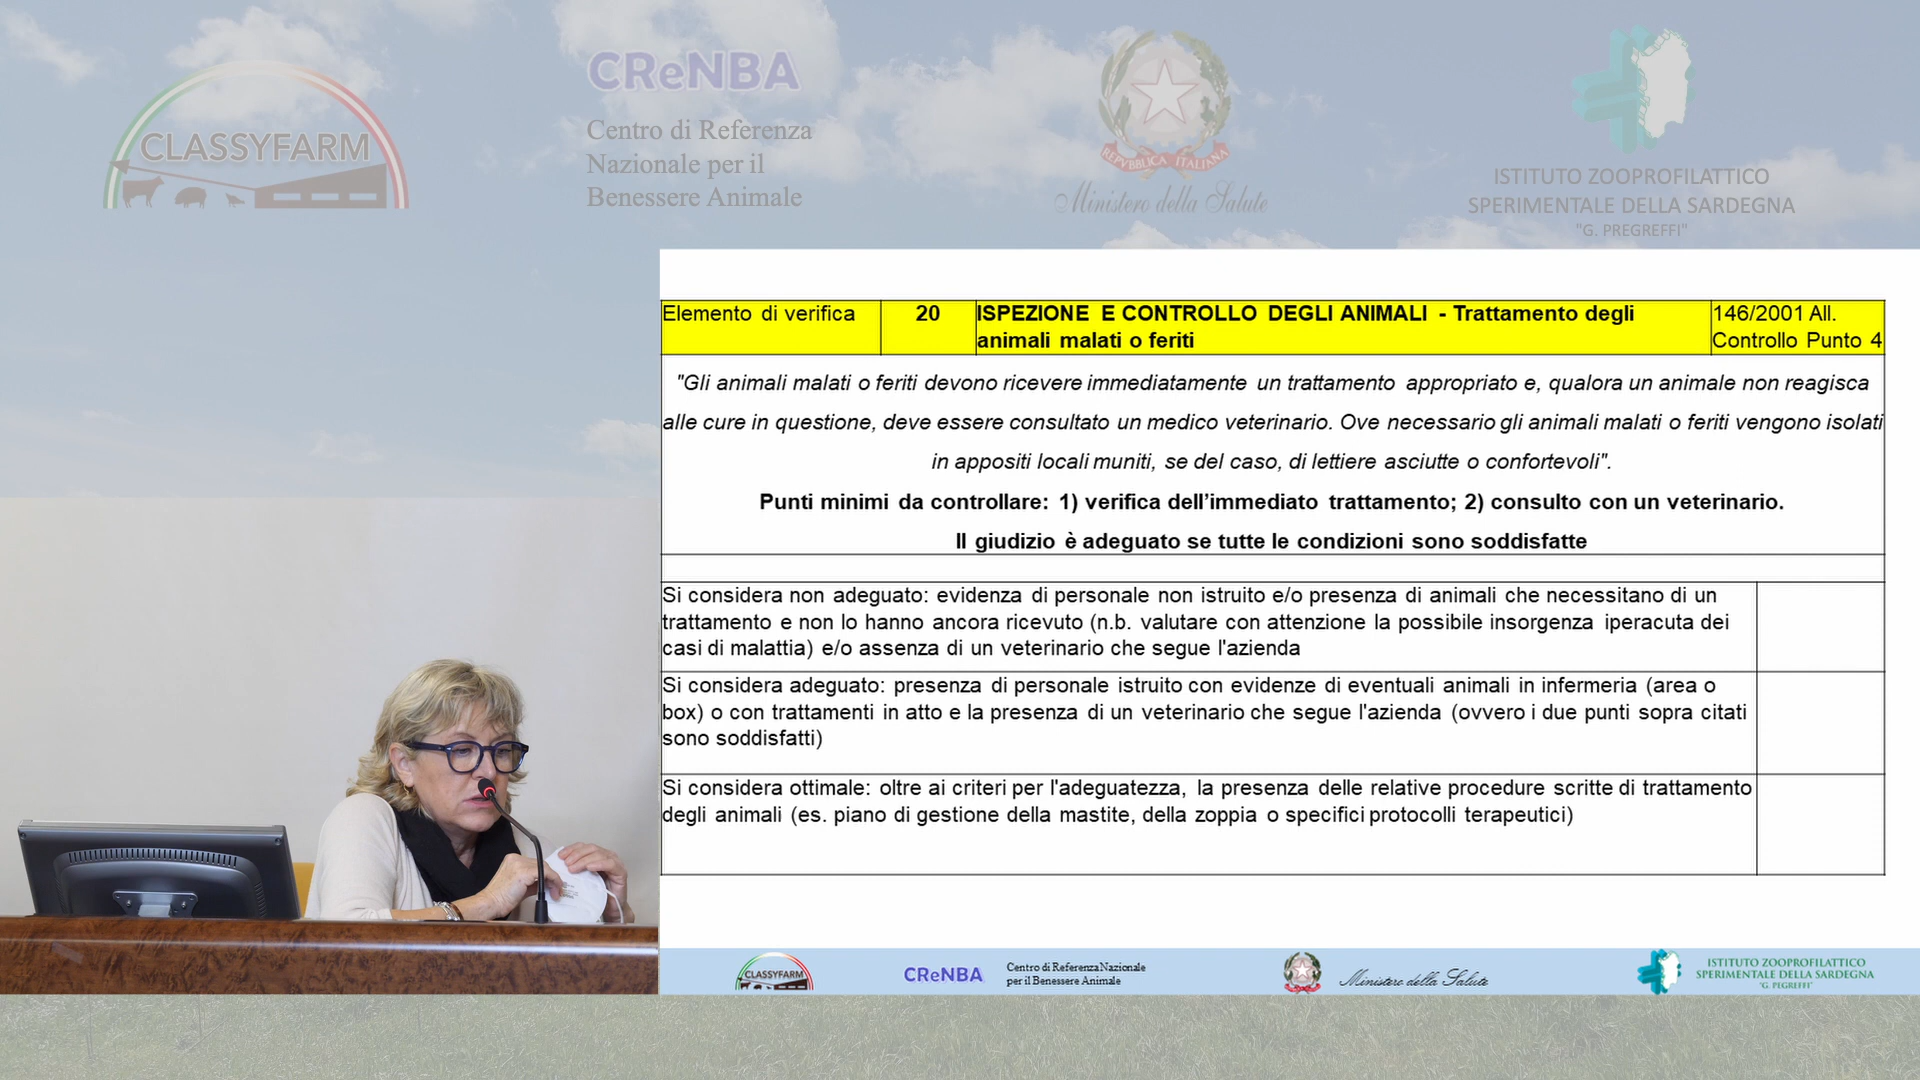 CLASSYFARM
CReNBA
Centro di Referenza
Nazionale per il
Benessere Animale
REPVBBLICA ITALIANA
Ministero della Salute
ISTITUTO ZOOPROFILATTICO
SPERIMENTALE DELLA SARDEGNA
"G. PREGREFFI"
Elemento di verifica 20 ISPEZIONE E CONTROLLO DEGLI ANIMALI - Trattamento degli 146/2001 All.
animali malati o feriti Controllo Punto 4
"Gli animali malati o feriti devono ricevere immediatamente un trattamento appropriato e, qualora un animale non reagisca
alle cure in questione, deve essere consultato un medico veterinario. Ove necessario gli animali malati o feriti vengono isolati
in appositi locali muniti, se del caso, di lettiere asciutte o confortevoli".
Punti minimi da controllare: 1) verifica dell’immediato trattamento; 2) consulto con un veterinario.
Il giudizio è adeguato se tutte le condizioni sono soddisfatte
Si considera non adeguato: evidenza di personale non istruito e/o presenza di animali che necessitano di un
trattamento e non lo hanno ancora ricevuto (n.b. valutare con attenzione la possibile insorgenza iperacuta dei
casi di malattia) e/o assenza di un veterinario che segue l'azienda
Si considera adeguato: presenza di personale istruito con evidenze di eventuali animali in infermeria (area o
box) o con trattamenti in atto e la presenza di un veterinario che segue l'azienda (ovvero i due punti sopra citati
sono soddisfatti)
Si considera ottimale: oltre ai criteri per l'adeguatezza, la presenza delle relative procedure scritte di trattamento
degli animali (es. piano di gestione della mastite, della zoppia o specifici protocolli terapeutici)
CLASSYFARM
CReNBA
Centro di Referenza Nazionale
per il Benessere Animale
Ministero della Salute
ISTITUTO ZOOPROFILATTICO
SPERIMENTALE DELLA SARDEGNA
"G. PEGREFFI"